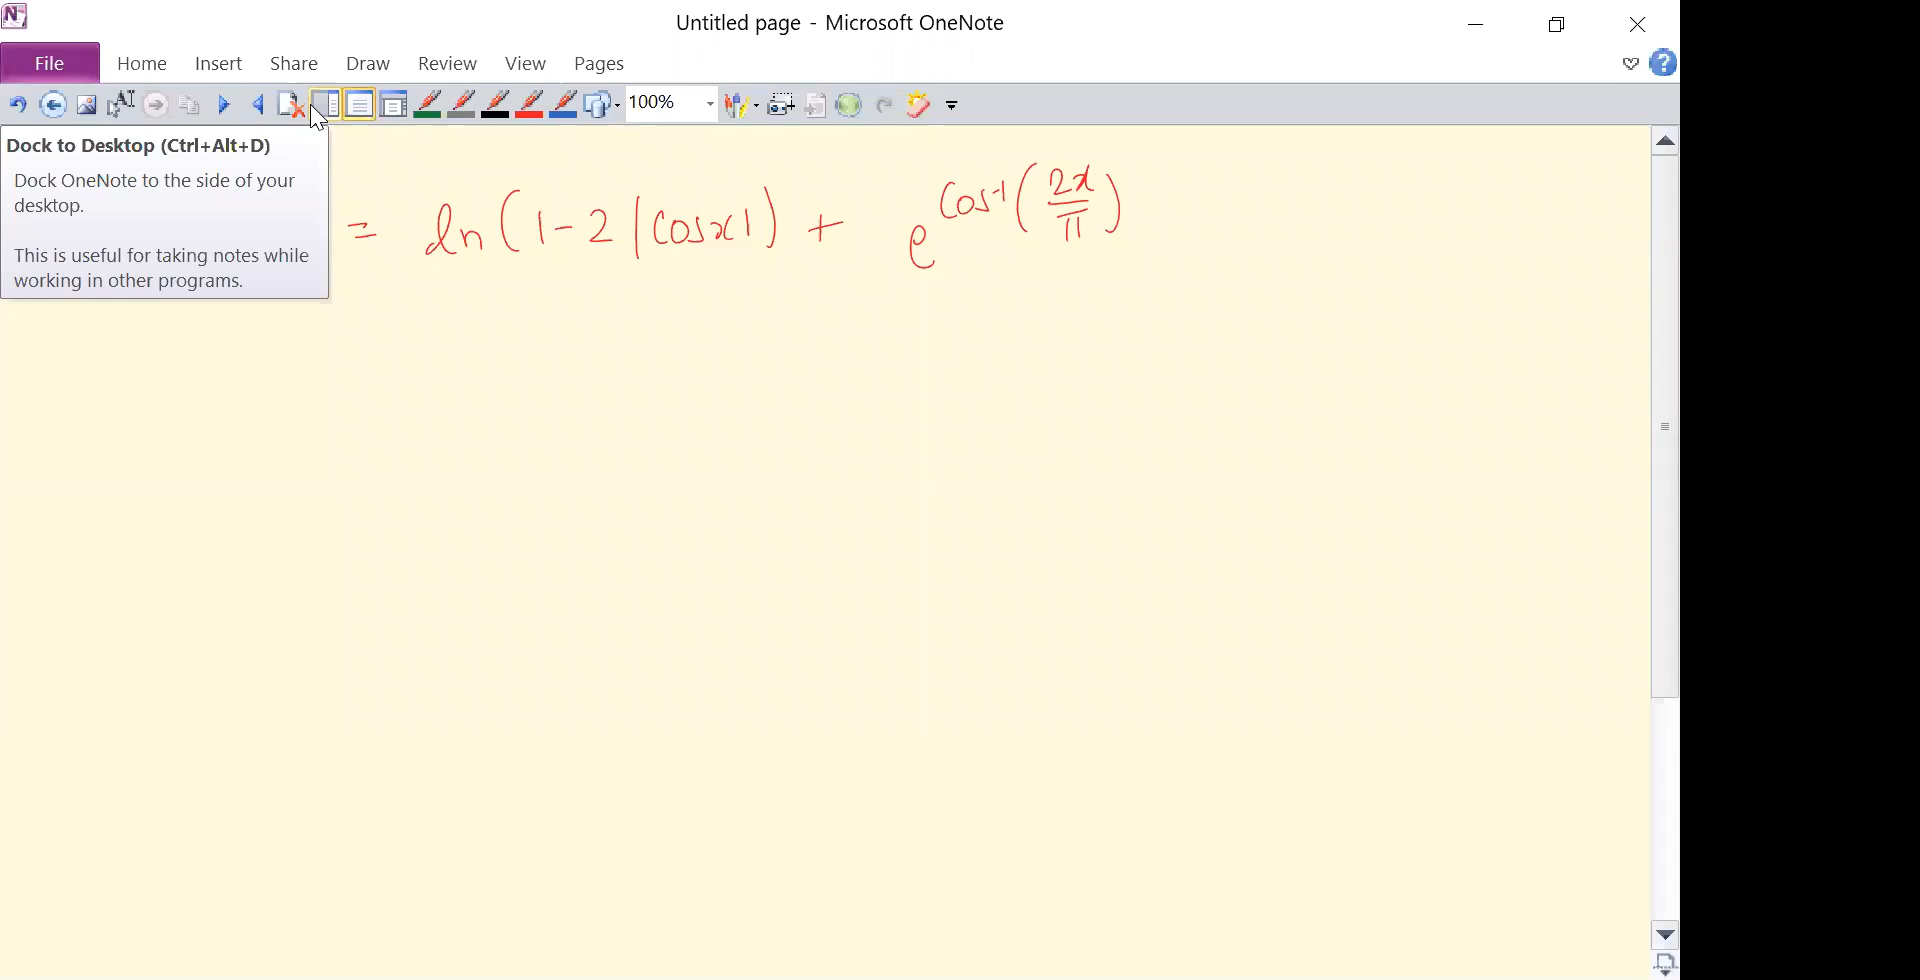 Untitled page - Microsoft OneNote
File Home Insert Share Draw Review View Pages
100%
Dock to Desktop (Ctrl+Alt+D)
Dock OneNote to the side of your
desktop.
This is useful for taking notes while
working in other programs.
= ln(1-2|cosx|) + e^{cos^{-1}(2x/π)}